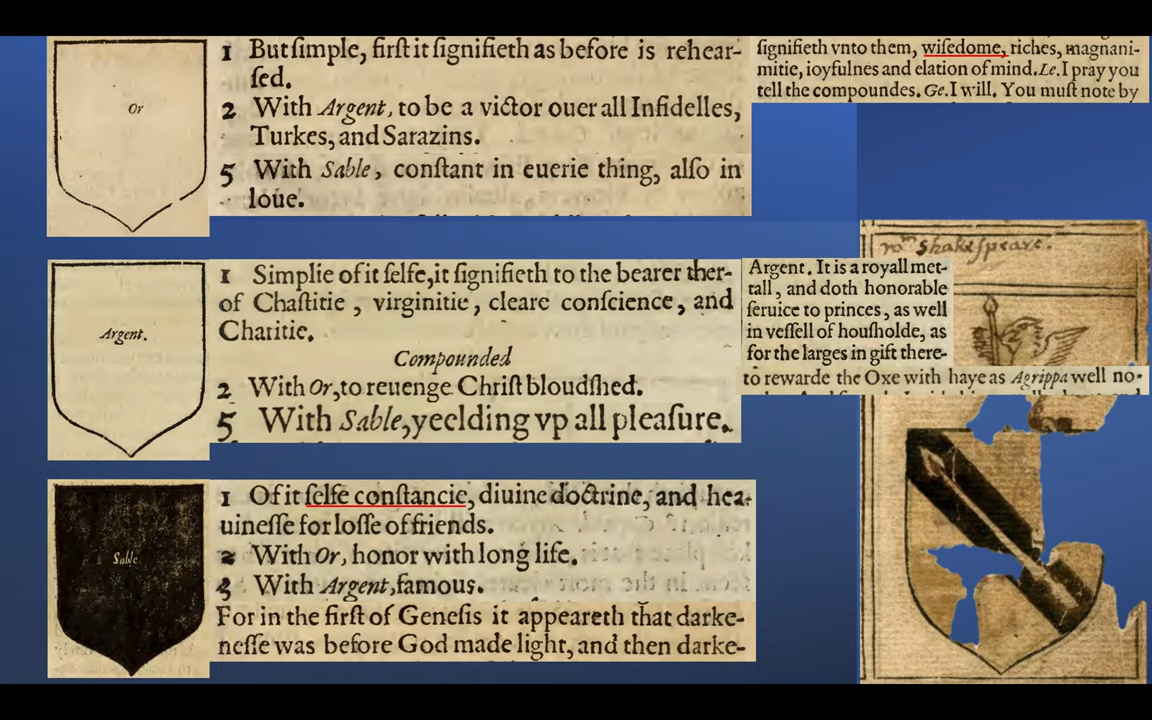 Or
1 But ſimple, firſt it ſignifieth as before is rehear-
ſed.
2 With Argent, to be a victor ouer all Infidelles,
Turkes, and Sarazins.
5 With Sable, conſtant in euerie thing, alſo in
loue.
ſignifieth vnto them, wiſedome, riches, magnani-
mitie, ioyfulnes and elation of mind. Le. I pray you
tell the compoundes. Ge. I will. You muſt note by
Argent.
1 Simplie of it ſelfe, it ſignifieth to the bearer ther-
of Chaſtitie, virginitie, cleare conſcience, and
Charitie.
Compounded
2 With Or, to reuenge Chriſt bloudſhed.
5 With Sable, yeelding vp all pleaſure.
Argent. It is a royall met-
tall, and doth honorable
ſeruice to princes, as well
in veſſell of houſholde, as
for the larges in gift there-
to rewarde the Oxe with haye as Agrippa well no-
Shakeſpeare.
Sable
1 Of it ſelfe conſtancie, diuine doctrine, and hea-
uineſſe for loſſe of friends.
2 With Or, honor with long life.
3 With Argent, famous.
For in the firſt of Geneſis it appeareth that darke-
neſſe was before God made light, and then darke-